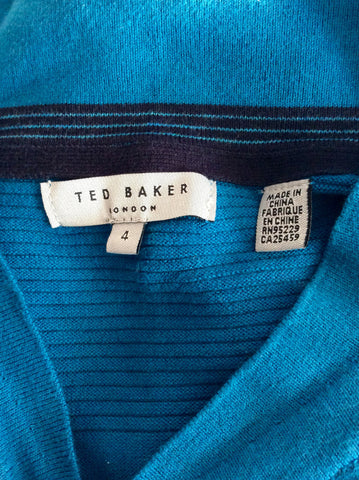 TED BAKER
LONDON
4
MADE IN
CHINA
FABRIQUE
EN CHINE
RN95229
CA25459